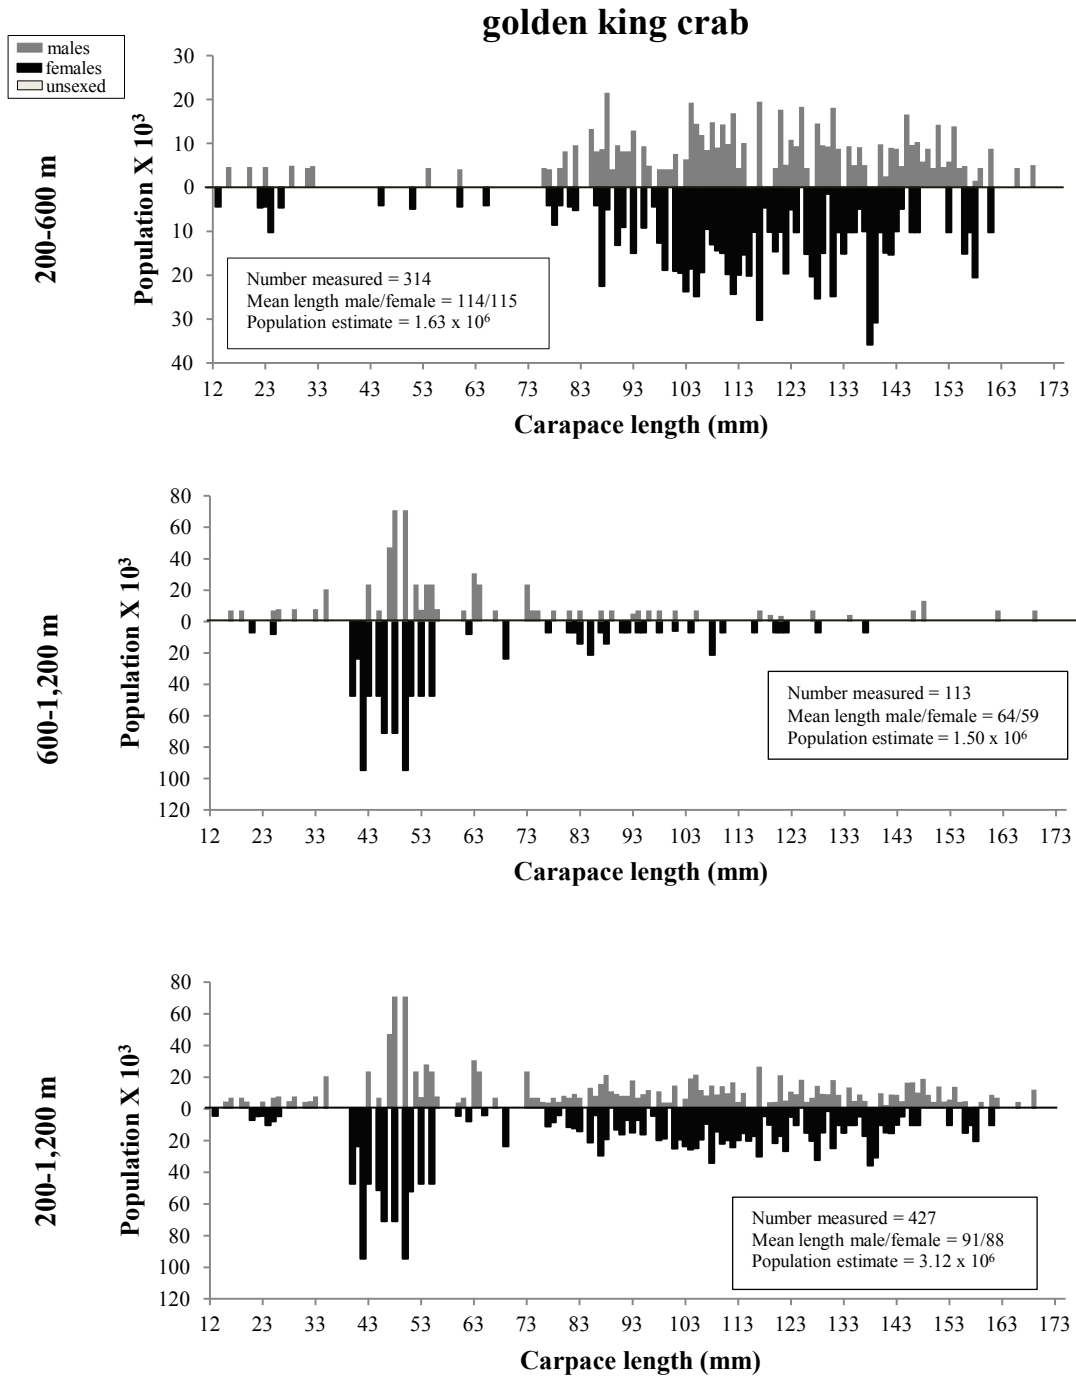 golden king crab
males
females
unsexed
200-600 m
Population X 10³
30
20
10
0
10
20
30
40
Number measured = 314
Mean length male/female = 114/115
Population estimate = 1.63 x 10⁶
12 23 33 43 53 63 73 83 93 103 113 123 133 143 153 163 173
Carapace length (mm)
600-1,200 m
Population X 10³
80
60
40
20
0
20
40
60
80
100
120
Number measured = 113
Mean length male/female = 64/59
Population estimate = 1.50 x 10⁶
12 23 33 43 53 63 73 83 93 103 113 123 133 143 153 163 173
Carapace length (mm)
200-1,200 m
Population X 10³
80
60
40
20
0
20
40
60
80
100
120
Number measured = 427
Mean length male/female = 91/88
Population estimate = 3.12 x 10⁶
12 23 33 43 53 63 73 83 93 103 113 123 133 143 153 163 173
Carpace length (mm)